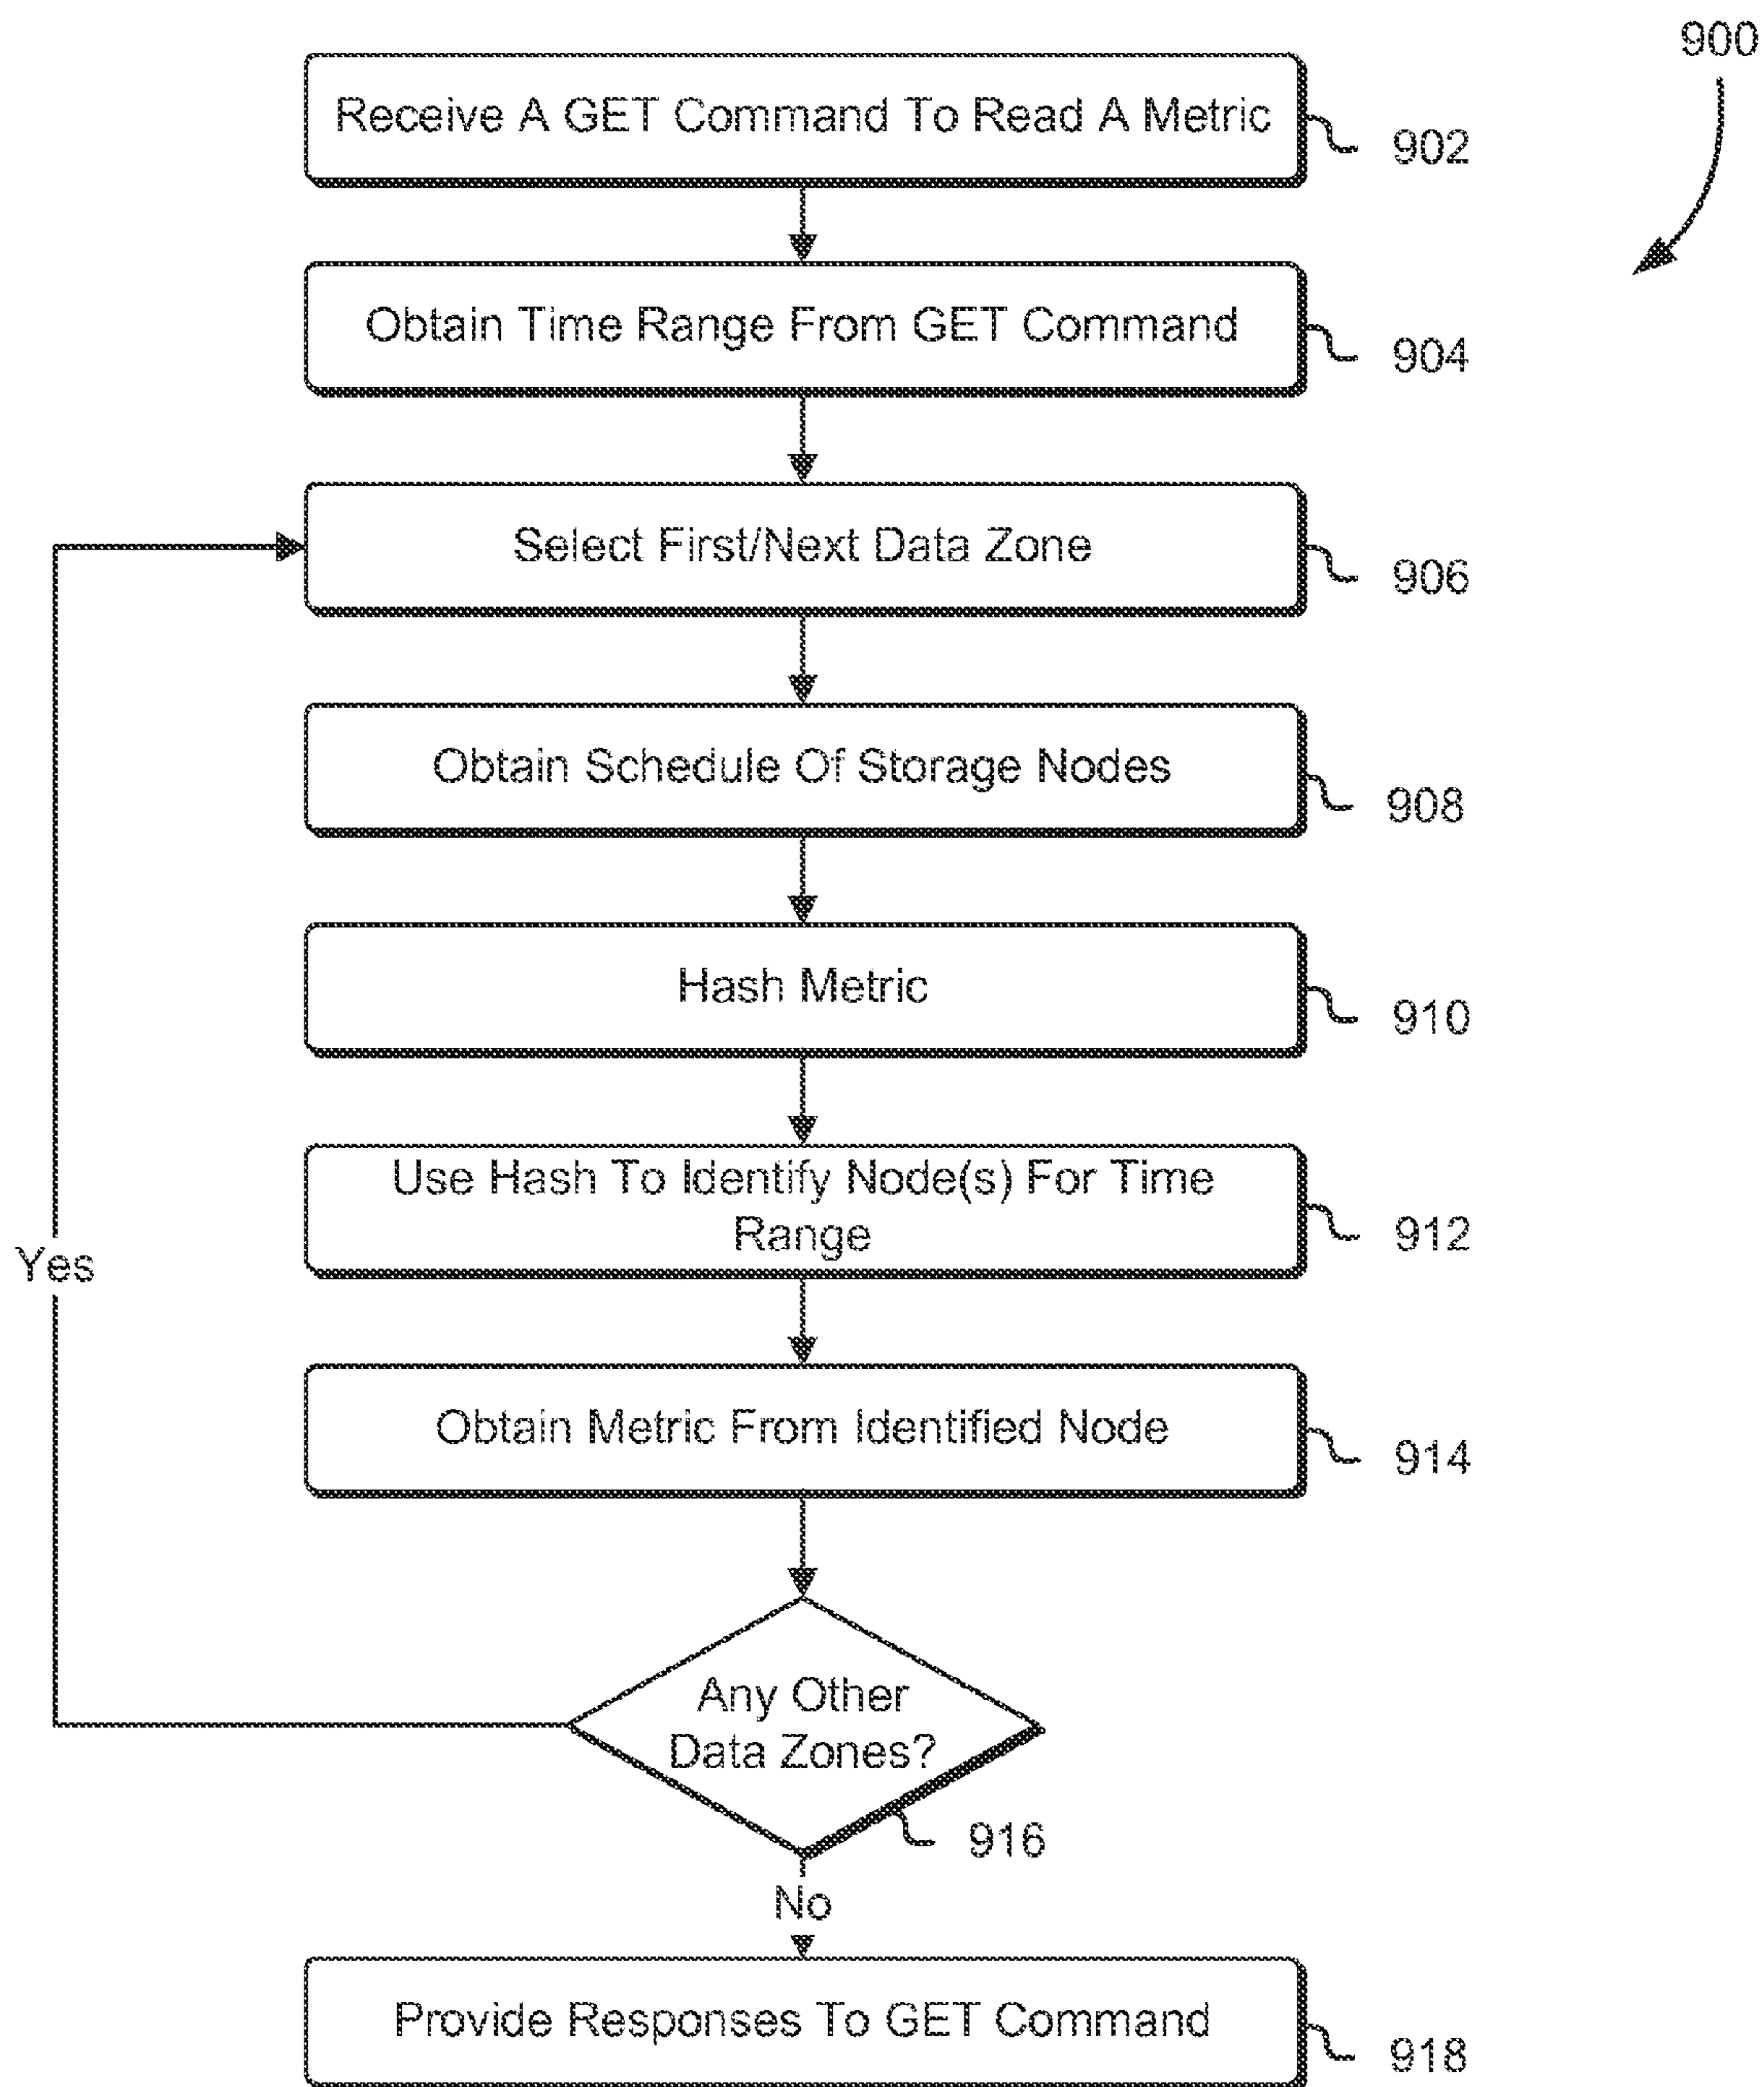 900
Receive A GET Command To Read A Metric
902
Obtain Time Range From GET Command
904
Select First/Next Data Zone
906
Obtain Schedule Of Storage Nodes
908
Hash Metric
910
Use Hash To Identify Node(s) For Time
Range
912
Yes
Obtain Metric From Identified Node
914
Any Other
Data Zones?
916
No
Provide Responses To GET Command
918